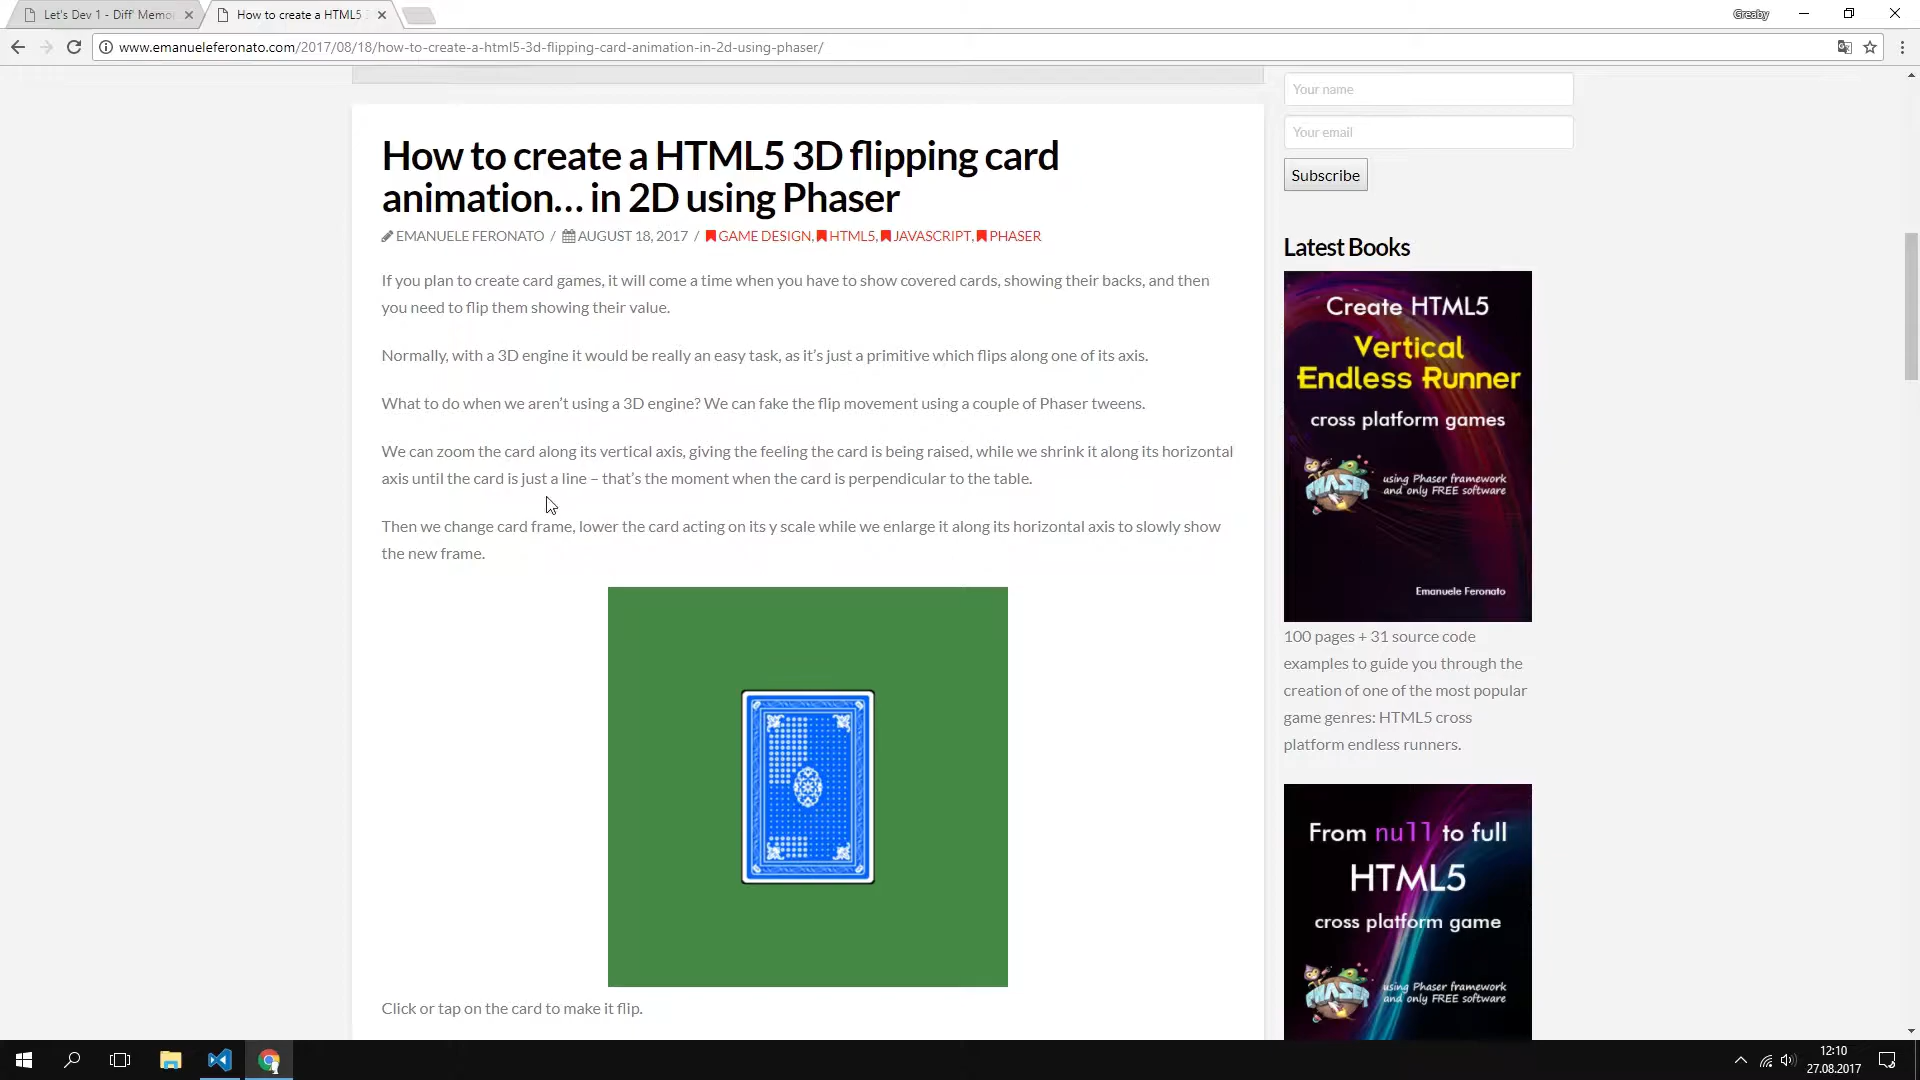 Let's Dev 1 - Diff' Memo
How to create a HTML5 3
Greaby
www.emanueleferonato.com/2017/08/18/how-to-create-a-html5-3d-flipping-card-animation-in-2d-using-phaser/
How to create a HTML5 3D flipping card
animation... in 2D using Phaser
EMANUELE FERONATO / AUGUST 18, 2017 / GAME DESIGN, HTML5, JAVASCRIPT, PHASER
If you plan to create card games, it will come a time when you have to show covered cards, showing their backs, and then
you need to flip them showing their value.
Normally, with a 3D engine it would be really an easy task, as it's just a primitive which flips along one of its axis.
What to do when we aren't using a 3D engine? We can fake the flip movement using a couple of Phaser tweens.
We can zoom the card along its vertical axis, giving the feeling the card is being raised, while we shrink it along its horizontal
axis until the card is just a line – that's the moment when the card is perpendicular to the table.
Then we change card frame, lower the card acting on its y scale while we enlarge it along its horizontal axis to slowly show
the new frame.
Click or tap on the card to make it flip.
Your name
Your email
Subscribe
Latest Books
Create HTML5
Vertical
Endless Runner
cross platform games
PHASER
using Phaser framework
and only FREE software
Emanuele Feronato
100 pages + 31 source code
examples to guide you through the
creation of one of the most popular
game genres: HTML5 cross
platform endless runners.
From null to full
HTML5
cross platform game
PHASER
using Phaser framework
and only FREE software
12:10
27.08.2017